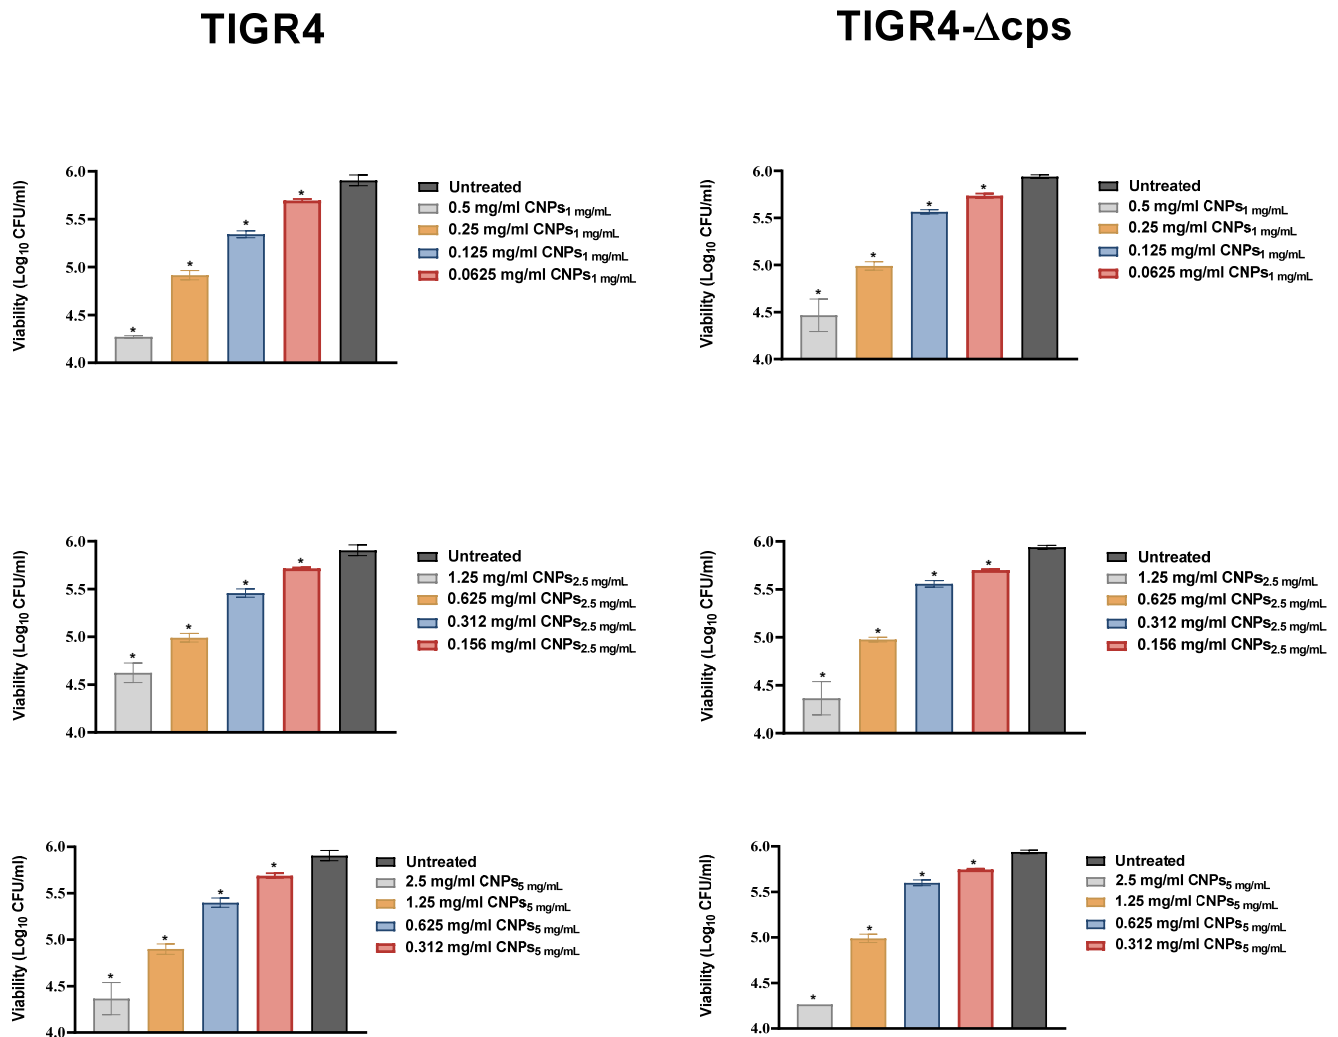 TIGR4
TIGR4-Δcps
Viability (Log10 CFU/ml)
6.0
5.5
5.0
4.5
4.0
*
*
*
*
Untreated
0.5 mg/ml CNPs1 mg/mL
0.25 mg/ml CNPs1 mg/mL
0.125 mg/ml CNPs1 mg/mL
0.0625 mg/ml CNPs1 mg/mL
Viability (Log10 CFU/ml)
6.0
5.5
5.0
4.5
4.0
*
*
*
*
Untreated
0.5 mg/ml CNPs1 mg/mL
0.25 mg/ml CNPs1 mg/mL
0.125 mg/ml CNPs1 mg/mL
0.0625 mg/ml CNPs1 mg/mL
Viability (Log10 CFU/ml)
6.0
5.5
5.0
4.5
4.0
*
*
*
*
Untreated
1.25 mg/ml CNPs2.5 mg/mL
0.625 mg/ml CNPs2.5 mg/mL
0.312 mg/ml CNPs2.5 mg/mL
0.156 mg/ml CNPs2.5 mg/mL
Viability (Log10 CFU/ml)
6.0
5.5
5.0
4.5
4.0
*
*
*
*
Untreated
1.25 mg/ml CNPs2.5 mg/mL
0.625 mg/ml CNPs2.5 mg/mL
0.312 mg/ml CNPs2.5 mg/mL
0.156 mg/ml CNPs2.5 mg/mL
Viability (Log10 CFU/ml)
6.0
5.5
5.0
4.5
4.0
*
*
*
*
Untreated
2.5 mg/ml CNPs5 mg/mL
1.25 mg/ml CNPs5 mg/mL
0.625 mg/ml CNPs5 mg/mL
0.312 mg/ml CNPs5 mg/mL
Viability (Log10 CFU/ml)
6.0
5.5
5.0
4.5
4.0
*
*
*
*
Untreated
2.5 mg/ml CNPs5 mg/mL
1.25 mg/ml CNPs5 mg/mL
0.625 mg/ml CNPs5 mg/mL
0.312 mg/ml CNPs5 mg/mL